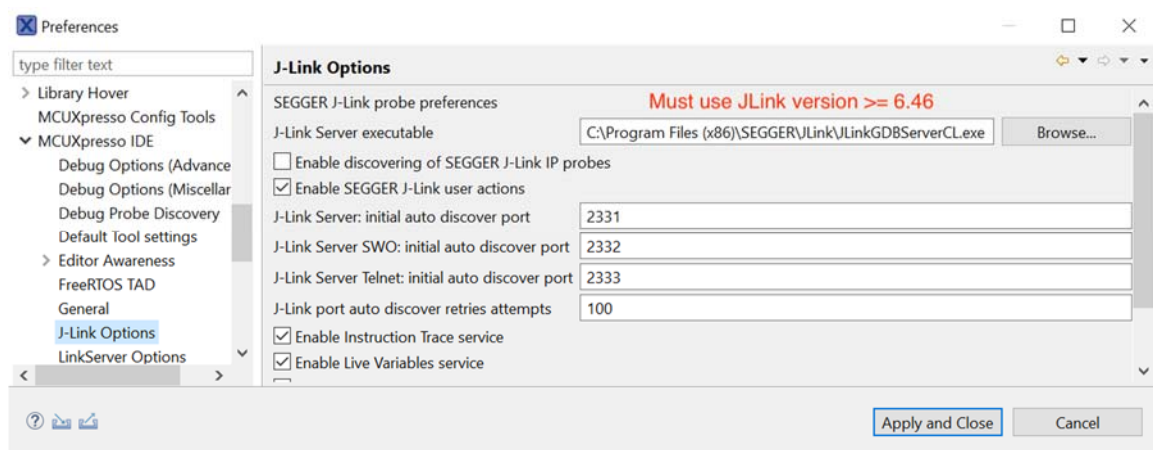 Preferences
type filter text
Library Hover
MCUXpresso Config Tools
MCUXpresso IDE
Debug Options (Advance
Debug Options (Miscellar
Debug Probe Discovery
Default Tool settings
Editor Awareness
FreeRTOS TAD
General
J-Link Options
LinkServer Options
J-Link Options
SEGGER J-Link probe preferences
Must use JLink version >= 6.46
J-Link Server executable
C:\Program Files (x86)\SEGGER\JLink\JLinkGDBServerCL.exe
Browse...
Enable discovering of SEGGER J-Link IP probes
Enable SEGGER J-Link user actions
J-Link Server: initial auto discover port
2331
J-Link Server SWO: initial auto discover port
2332
J-Link Server Telnet: initial auto discover port
2333
J-Link port auto discover retries attempts
100
Enable Instruction Trace service
Enable Live Variables service
Apply and Close
Cancel